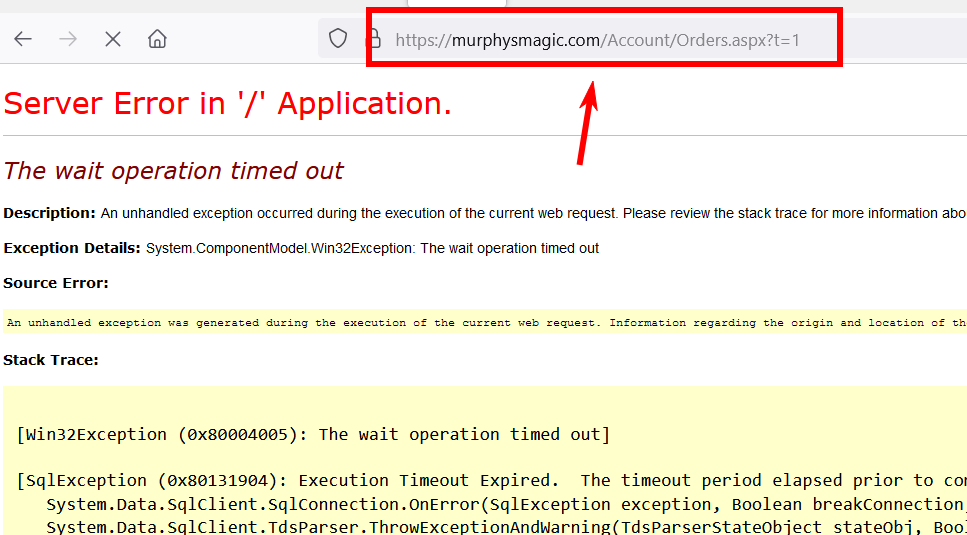 https://murphysmagic.com/Account/Orders.aspx?t=1
Server Error in '/' Application.
The wait operation timed out
Description: An unhandled exception occurred during the execution of the current web request. Please review the stack trace for more information abo
Exception Details: System.ComponentModel.Win32Exception: The wait operation timed out
Source Error:
An unhandled exception was generated during the execution of the current web request. Information regarding the origin and location of th
Stack Trace:
[Win32Exception (0x80004005): The wait operation timed out]
[SqlException (0x80131904): Execution Timeout Expired.  The timeout period elapsed prior to con
System.Data.SqlClient.SqlConnection.OnError(SqlException exception, Boolean breakConnection,
System.Data.SqlClient.TdsParser.ThrowExceptionAndWarning(TdsParserStateObject stateObj, Bool